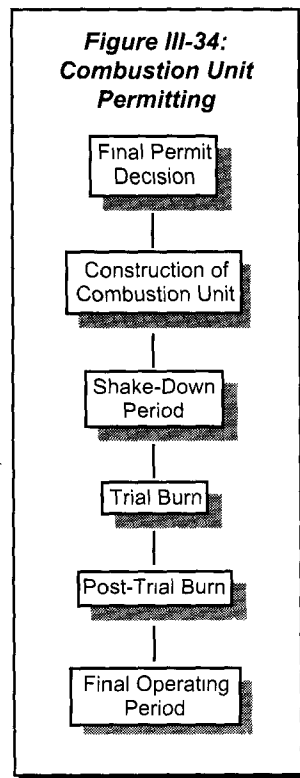 Figure III-34:
Combustion Unit
Permitting
Final Permit
Decision
Construction of
Combustion Unit
Shake-Down
Period
Trial Burn
Post-Trial Burn
Final Operating
Period